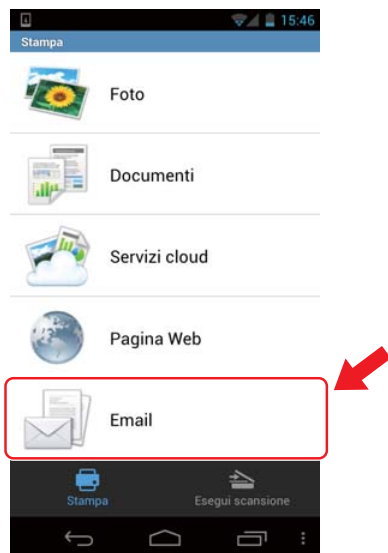 15:46
Stampa
Foto
Documenti
Servizi cloud
Pagina Web
Email
Stampa Esegui scansione